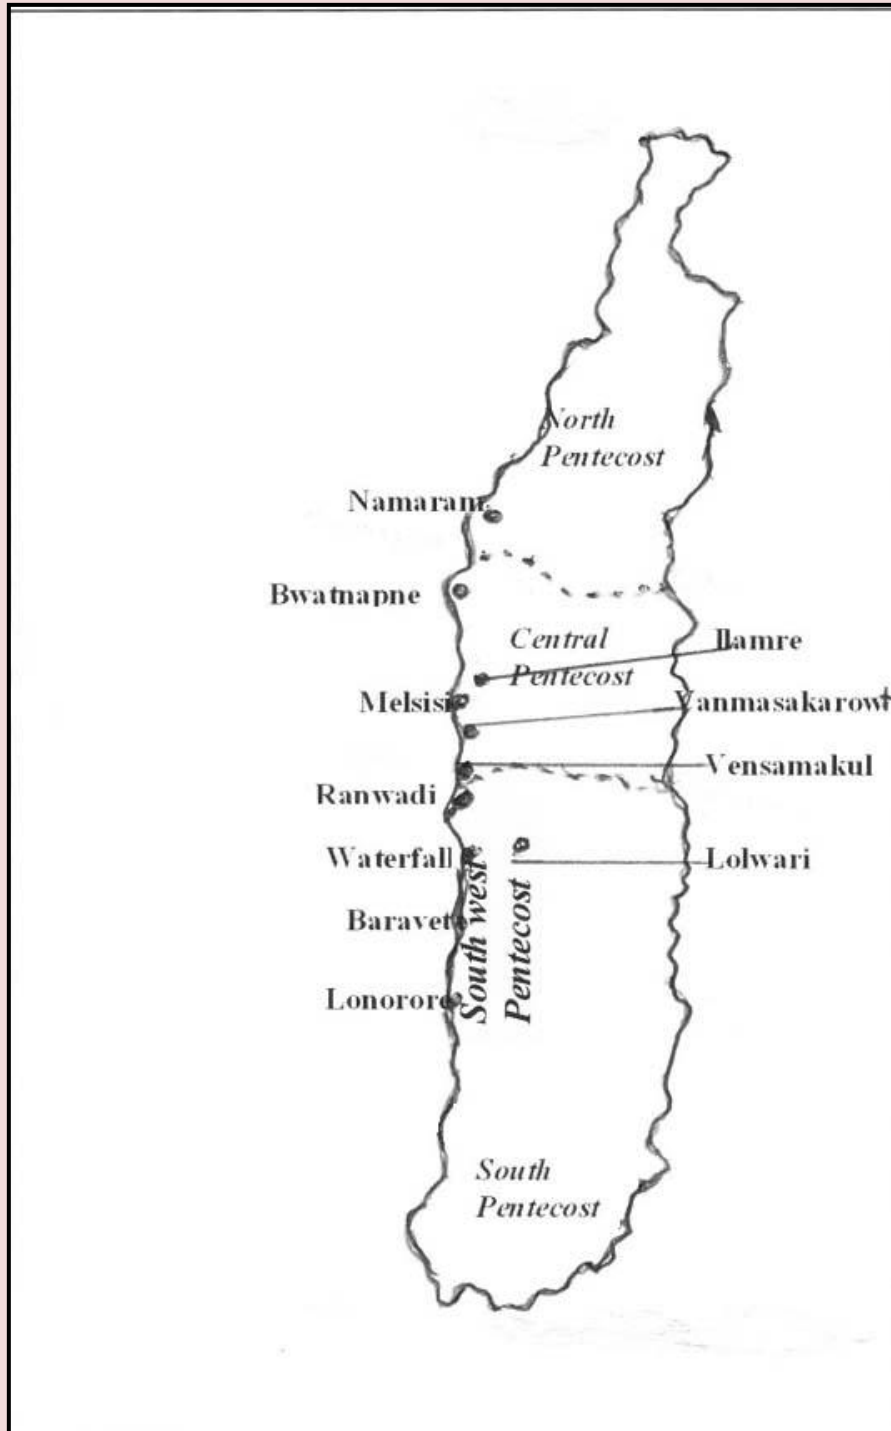 North
Pentecost
Namaram
Bwatnapne
Central
Pentecost
Ilamre
Melsisi
Vanmasakarowt
Vensamakul
Ranwadi
Waterfall
Lolwari
South west
Pentecost
Baravet
Lonorore
South
Pentecost